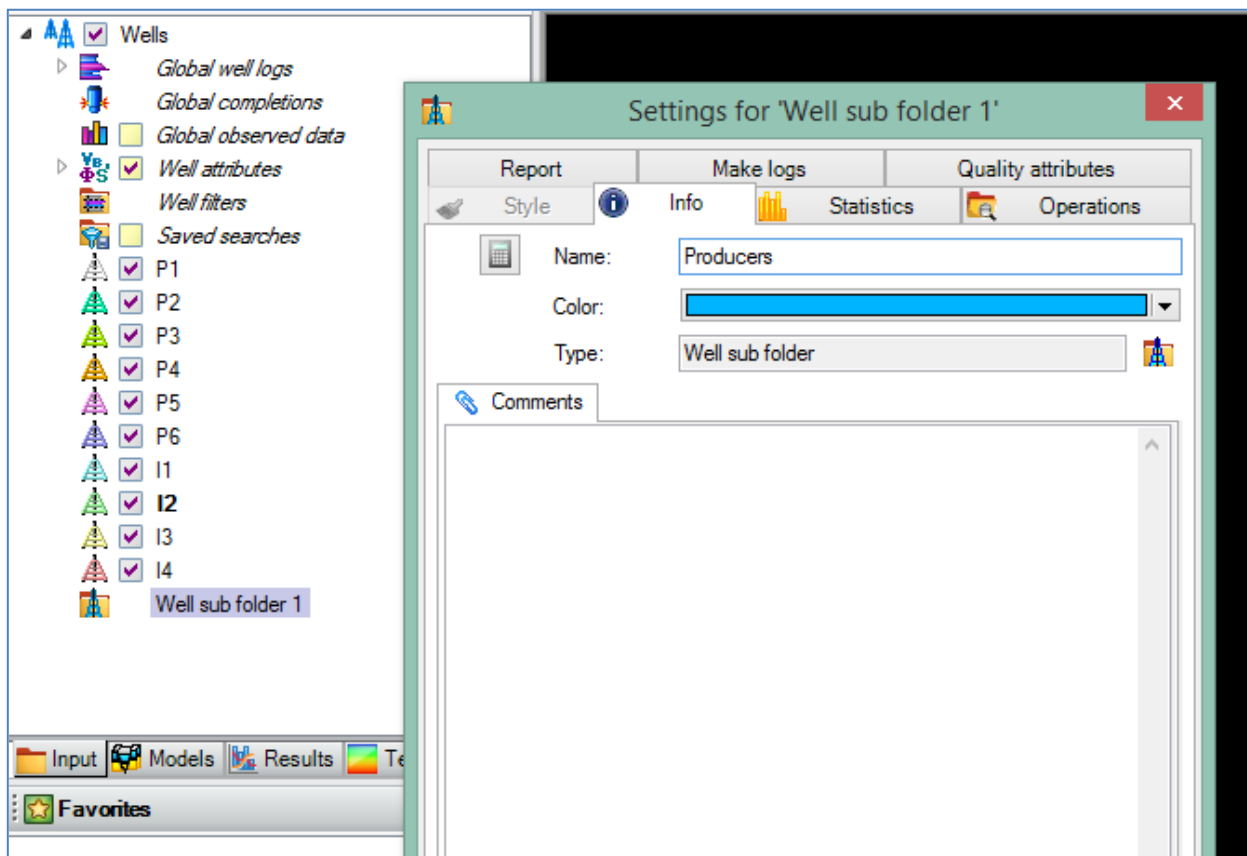 Wells
Global well logs
Global completions
Global observed data
Well attributes
Well filters
Saved searches
P1
P2
P3
P4
P5
P6
I1
I2
I3
I4
Well sub folder 1
Input Models Results Te
Favorites
Settings for 'Well sub folder 1'
Report Make logs Quality attributes
Style Info Statistics Operations
Name: Producers
Color:
Type: Well sub folder
Comments